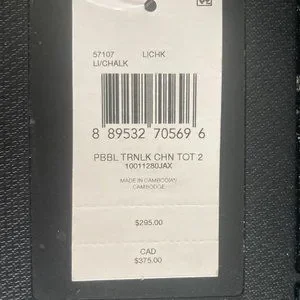 57107 LICHK
LI/CHALK
8 89532 70569 6
PBBL TRNLK CHN TOT 2
10011280JAX
MADE IN CAMBODIA/
CAMBODGE
$295.00
CAD
$375.00